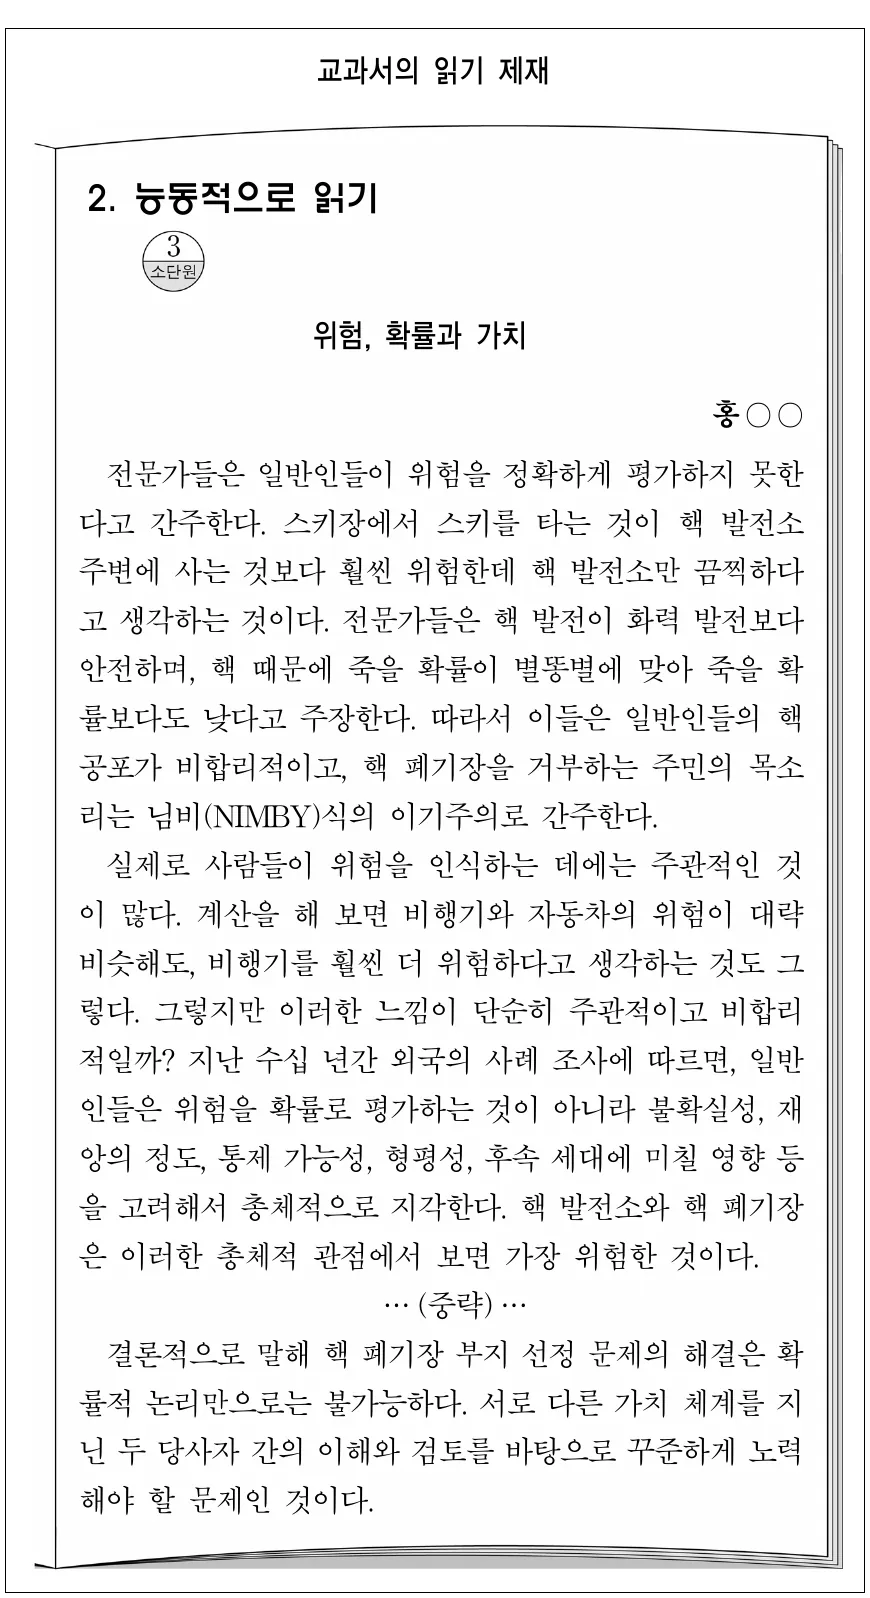 교과서의 읽기 제재
2. 능동적으로 읽기
3
소단원
위험, 확률과 가치
홍○○
전문가들은 일반인들이 위험을 정확하게 평가하지 못한
다고 간주한다. 스키장에서 스키를 타는 것이 핵 발전소
주변에 사는 것보다 훨씬 위험한데 핵 발전소만 끔찍하다
고 생각하는 것이다. 전문가들은 핵 발전이 화력 발전보다
안전하며, 핵 때문에 죽을 확률이 별똥별에 맞아 죽을 확
률보다도 낮다고 주장한다. 따라서 이들은 일반인들의 핵
공포가 비합리적이고, 핵 폐기장을 거부하는 주민의 목소
리는 님비(NIMBY)식의 이기주의로 간주한다.
실제로 사람들이 위험을 인식하는 데에는 주관적인 것
이 많다. 계산을 해 보면 비행기와 자동차의 위험이 대략
비슷해도, 비행기를 훨씬 더 위험하다고 생각하는 것도 그
렇다. 그렇지만 이러한 느낌이 단순히 주관적이고 비합리
적일까? 지난 수십 년간 외국의 사례 조사에 따르면, 일반
인들은 위험을 확률로 평가하는 것이 아니라 불확실성, 재
앙의 정도, 통제 가능성, 형평성, 후속 세대에 미칠 영향 등
을 고려해서 총체적으로 지각한다. 핵 발전소와 핵 폐기장
은 이러한 총체적 관점에서 보면 가장 위험한 것이다.
… (중략) …
결론적으로 말해 핵 폐기장 부지 선정 문제의 해결은 확
률적 논리만으로는 불가능하다. 서로 다른 가치 체계를 지
닌 두 당사자 간의 이해와 검토를 바탕으로 꾸준하게 노력
해야 할 문제인 것이다.